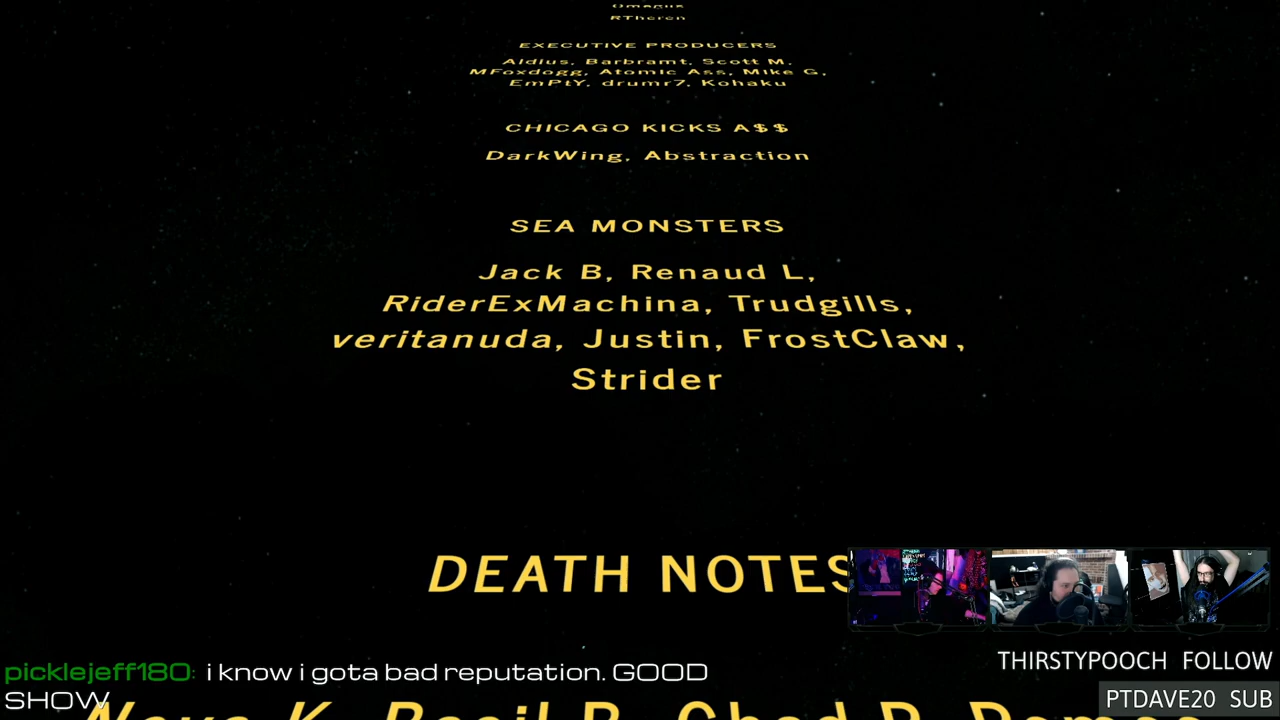 RTheren
EXECUTIVE PRODUCERS
Aldius, Barbramt, Scott M,
MFoxdogg, Atomic Ass, Mike G,
EmPtY, drumr7, Kohaku
CHICAGO KICKS A$$
DarkWing, Abstraction
SEA MONSTERS
Jack B, Renaud L,
RiderExMachina, Trudgills,
veritanuda, Justin, FrostClaw,
Strider
DEATH NOTES
picklejeff180: i know i gota bad reputation. GOOD
SHOW
THIRSTYPOOCH FOLLOW
PTDAVE20 SUB